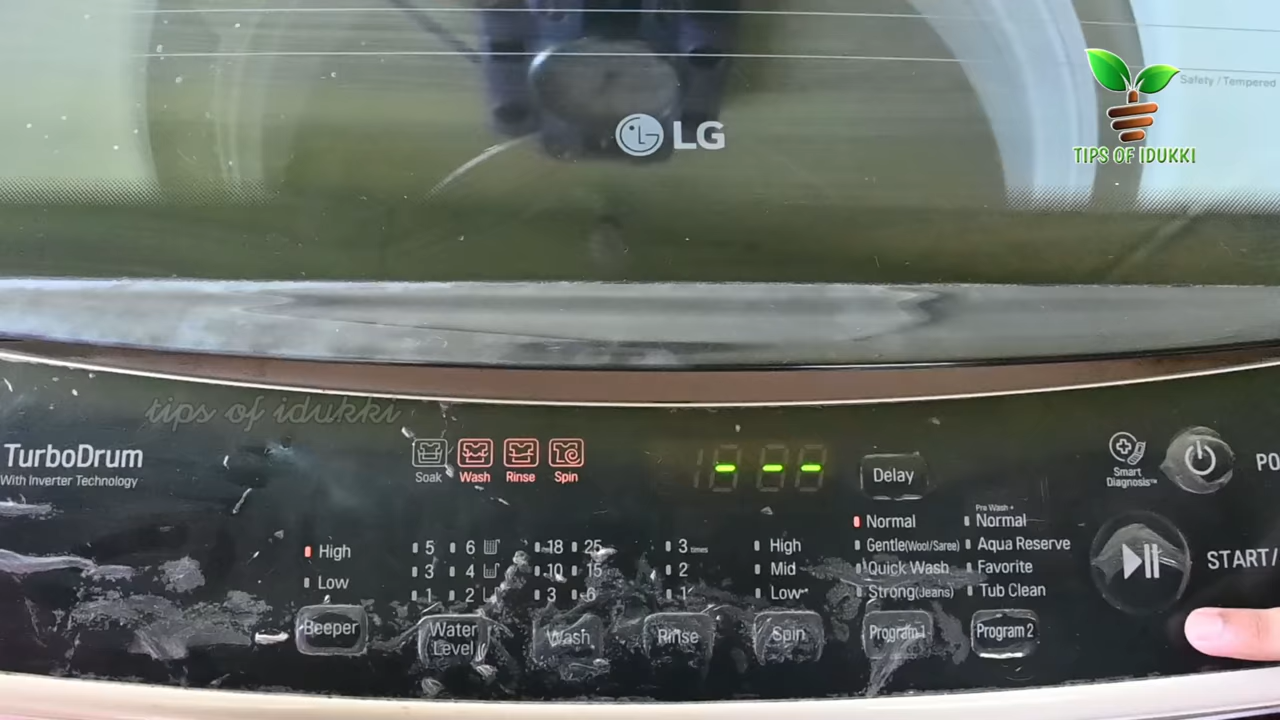 Safety / Tempered
LG
TIPS OF IDUKKI
tips of idukki
TurboDrum
With Inverter Technology
Soak
Wash
Rinse
Spin
Delay
Smart
Diagnosis™
PO
START/
High
Low
5 6
3 4
1 2
18 25
10 15
3 6
3 times
2
1
High
Mid
Low
Normal
Gentle(Wool/Saree)
Quick Wash
Strong(Jeans)
Pre Wash +
Normal
Aqua Reserve
Favorite
Tub Clean
Beeper
Water
Level
Wash
Rinse
Spin
Program 1
Program 2